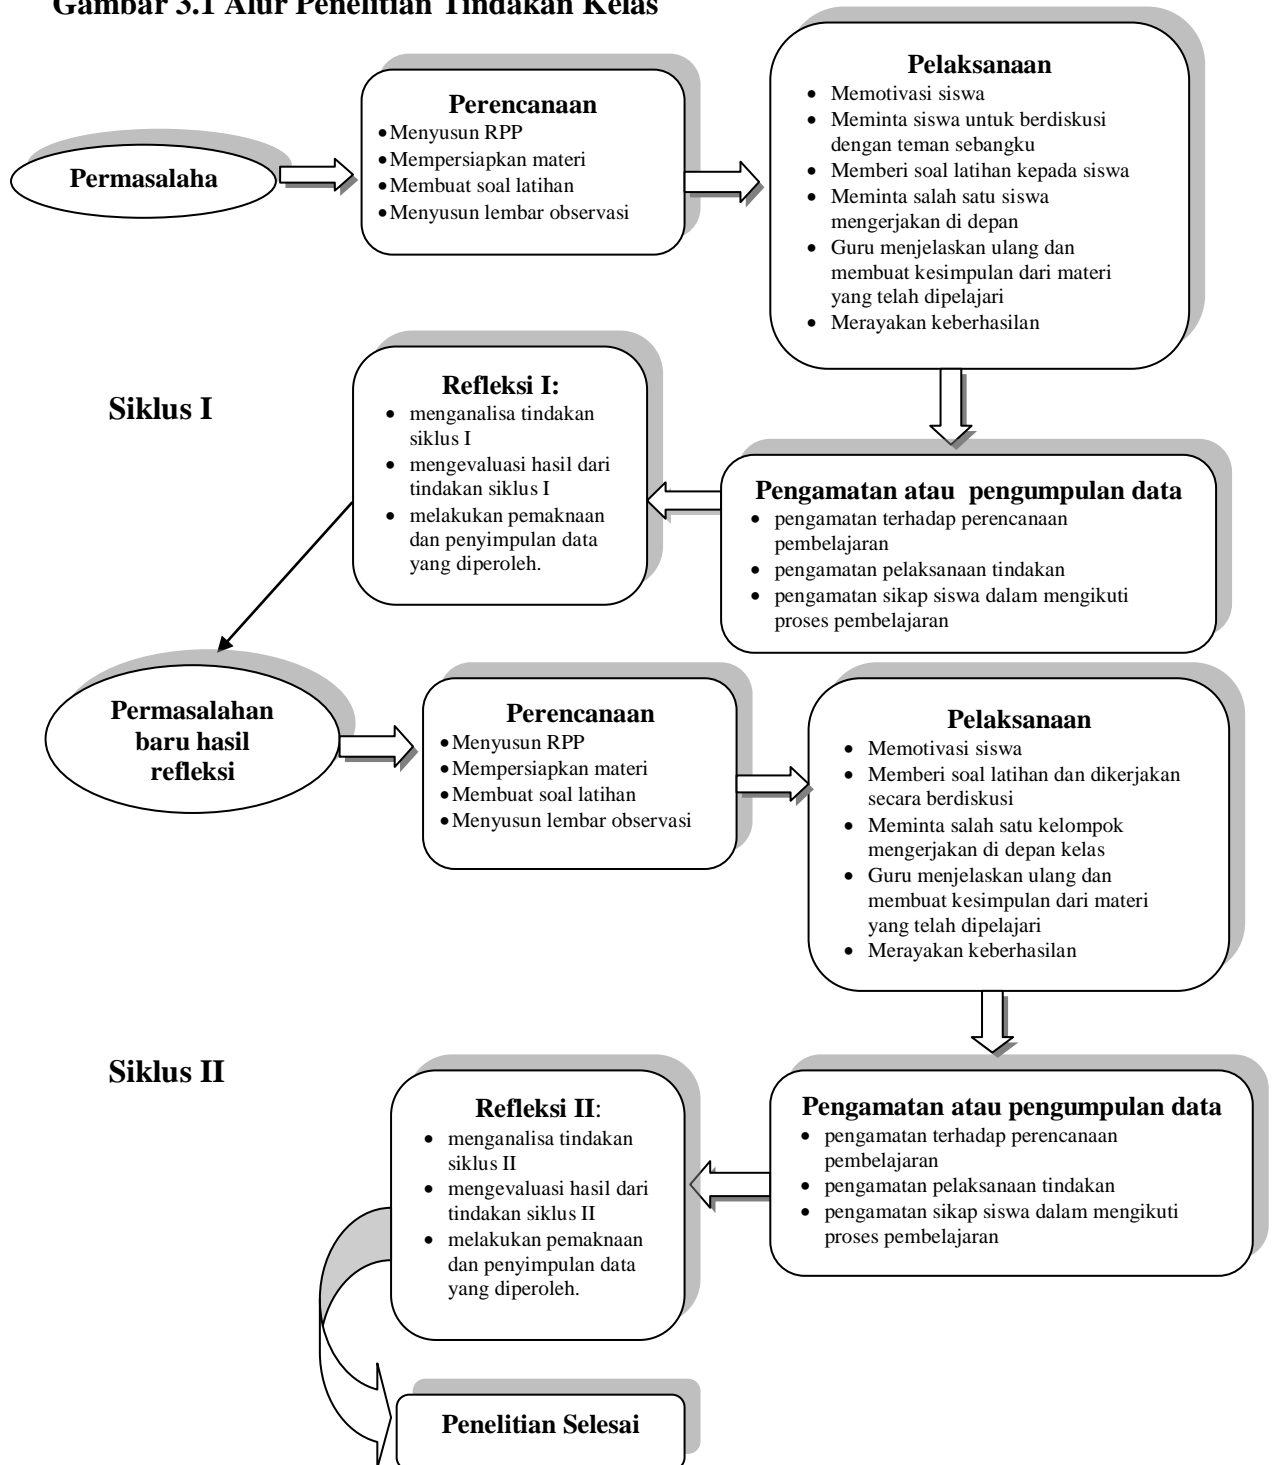 Gambar 3.1 Alur Penelitian Tindakan Kelas
Permasalaha
Perencanaan
• Menyusun RPP
• Mempersiapkan materi
• Membuat soal latihan
• Menyusun lembar observasi
Pelaksanaan
• Memotivasi siswa
• Meminta siswa untuk berdiskusi
dengan teman sebangku
• Memberi soal latihan kepada siswa
• Meminta salah satu siswa
mengerjakan di depan
• Guru menjelaskan ulang dan
membuat kesimpulan dari materi
yang telah dipelajari
• Merayakan keberhasilan
Siklus I
Refleksi I:
• menganalisa tindakan
siklus I
• mengevaluasi hasil dari
tindakan siklus I
• melakukan pemaknaan
dan penyimpulan data
yang diperoleh.
Pengamatan atau pengumpulan data
• pengamatan terhadap perencanaan
pembelajaran
• pengamatan pelaksanaan tindakan
• pengamatan sikap siswa dalam mengikuti
proses pembelajaran
Permasalahan
baru hasil
refleksi
Perencanaan
• Menyusun RPP
• Mempersiapkan materi
• Membuat soal latihan
• Menyusun lembar observasi
Pelaksanaan
• Memotivasi siswa
• Memberi soal latihan dan dikerjakan
secara berdiskusi
• Meminta salah satu kelompok
mengerjakan di depan kelas
• Guru menjelaskan ulang dan
membuat kesimpulan dari materi
yang telah dipelajari
• Merayakan keberhasilan
Siklus II
Refleksi II:
• menganalisa tindakan
siklus II
• mengevaluasi hasil dari
tindakan siklus II
• melakukan pemaknaan
dan penyimpulan data
yang diperoleh.
Pengamatan atau pengumpulan data
• pengamatan terhadap perencanaan
pembelajaran
• pengamatan pelaksanaan tindakan
• pengamatan sikap siswa dalam mengikuti
proses pembelajaran
Penelitian Selesai